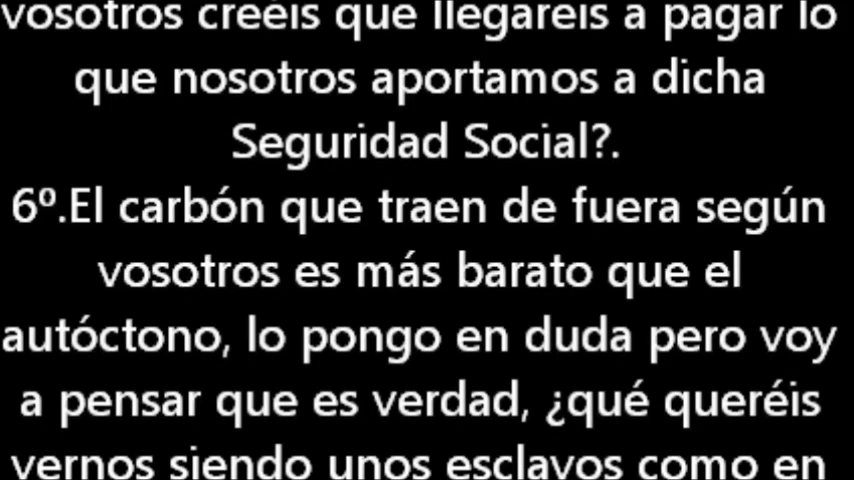 vosotros creéis que llegaréis a pagar lo
que nosotros aportamos a dicha
Seguridad Social?.
6º.El carbón que traen de fuera según
vosotros es más barato que el
autóctono, lo pongo en duda pero voy
a pensar que es verdad, ¿qué queréis
vernos siendo unos esclavos como en